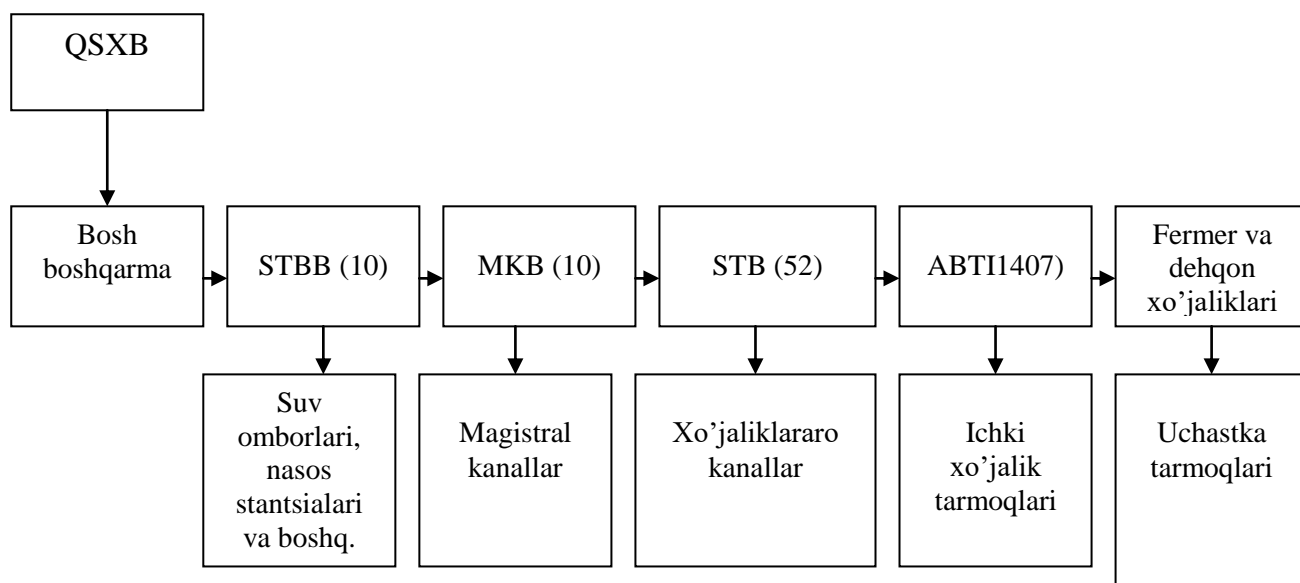 QSXB
Bosh
boshqarma
STBB (10)
MKB (10)
STB (52)
ABTI1407)
Fermer va
dehqon
xo’jaliklari
Suv
omborlari,
nasos
stantsialari
va boshq.
Magistral
kanallar
Xo’jaliklararo
kanallar
Ichki
xo’jalik
tarmoqlari
Uchastka
tarmoqlari